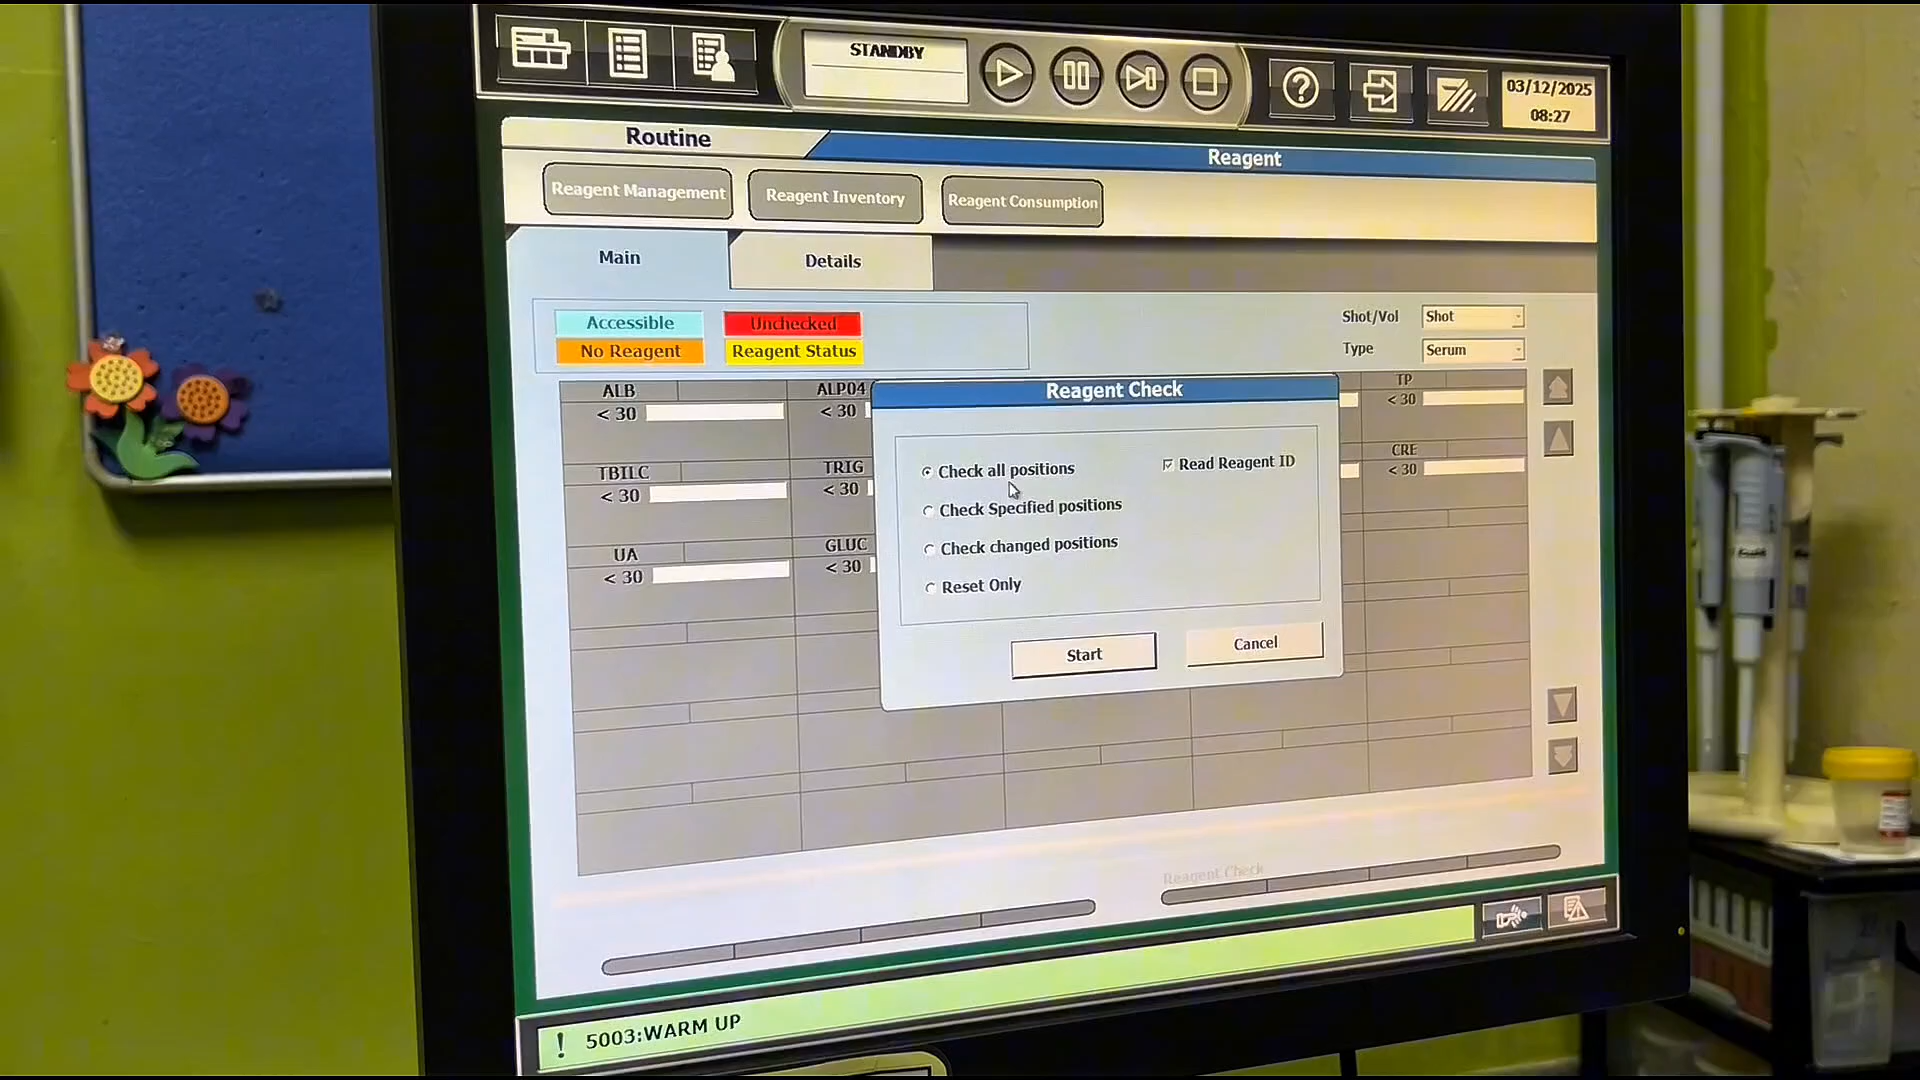 STANDBY
03/12/2025
08:27
Routine
Reagent
Reagent Management
Reagent Inventory
Reagent Consumption
Main
Details
Accessible
Unchecked
No Reagent
Reagent Status
Shot/Vol
Shot
Type
Serum
ALB
< 30
ALP04
< 30
TP
< 30
TBILC
< 30
TRIG
< 30
CRE
< 30
UA
< 30
GLUC
< 30
Reagent Check
Check all positions
Read Reagent ID
Check Specified positions
Check changed positions
Reset Only
Start
Cancel
Reagent Check
! 5003:WARM UP